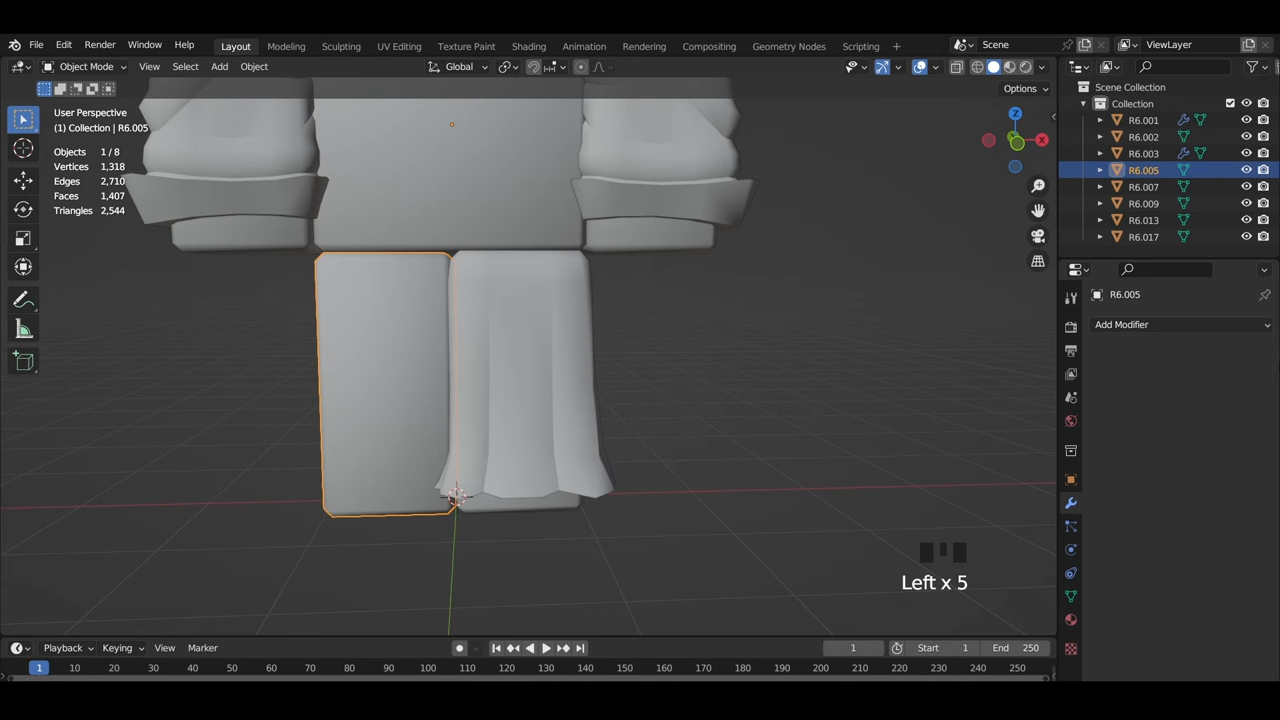 File Edit Render Window Help Layout Modeling Sculpting UV Editing Texture Paint Shading Animation Rendering Compositing Geometry Nodes Scripting + Scene ViewLayer
Object Mode View Select Add Object Global
Options
User Perspective
(1) Collection | R6.005
Objects 1 / 8
Vertices 1,318
Edges 2,710
Faces 1,407
Triangles 2,544
Z
X
Scene Collection
Collection
R6.001
R6.002
R6.003
R6.005
R6.007
R6.009
R6.013
R6.017
R6.005
Add Modifier
Left x 5
Playback Keying View Marker 1 Start 1 End 250
1 10 20 30 40 50 60 70 80 90 100 110 120 130 140 150 160 170 180 190 200 210 220 230 240 250